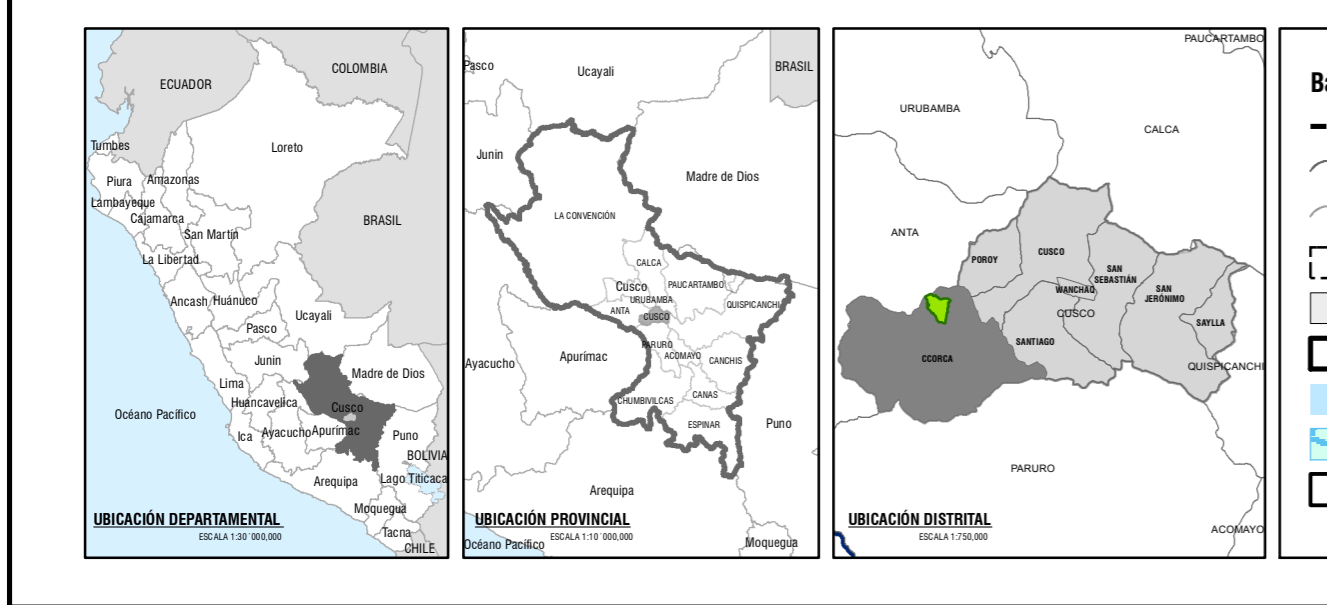 ECUADOR
COLOMBIA
Tumbes
Loreto
Piura
Amazonas
Lambayeque
Cajamarca
San Martin
BRASIL
La Libertad
Ancash
Huánuco
Ucayali
Pasco
Junin
Madre de Dios
Lima
Huancavelica
Cusco
Océano Pacífico
Ica
Ayacucho
Apurímac
Puno
BOLIVIA
Arequipa
Lago Titicaca
Moquegua
UBICACIÓN DEPARTAMENTAL
ESCALA 1:30´000,000
Tacna
CHILE
Pasco
Ucayali
BRASIL
Junin
Madre de Dios
LA CONVENCIÓN
CALCA
Cusco
PAUCARTAMBO
URUBAMBA
QUISPICANCHI
ANTA
CUSCO
PARURO
Ayacucho
Apurímac
ACOMAYO
CANCHIS
CHUMBIVILCAS
CANAS
ESPINAR
Puno
Arequipa
UBICACIÓN PROVINCIAL
ESCALA 1:10´000,000
Océano Pacífico
Moquegua
PAUCARTAMBO
URUBAMBA
CALCA
ANTA
POROY
CUSCO
SAN
SEBASTIÁN
WANCHAQ
SAN
JERÓNIMO
CUSCO
SAYLLA
SANTIAGO
CCORCA
QUISPICANCHI
PARURO
UBICACIÓN DISTRITAL
ESCALA 1:750,000
ACOMAYO